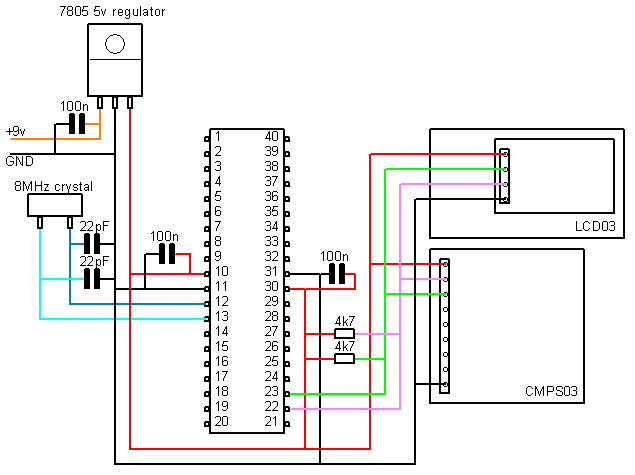 7805 5v regulator
100n
+9v
GND
8MHz crystal
22pF
22pF
100n
1 40
2 39
3 38
4 37
5 36
6 35
7 34
8 33
9 32
10 31
11 30
12 29
13 28
14 27
15 26
16 25
17 24
18 23
19 22
20 21
100n
4k7
4k7
LCD03
CMPS03